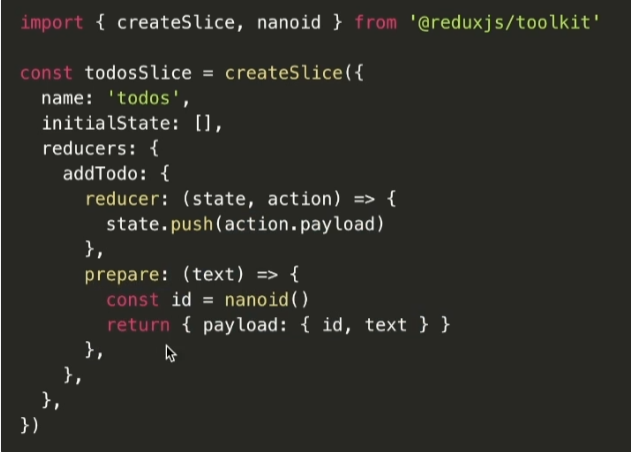 import { createSlice, nanoid } from '@reduxjs/toolkit'
const todosSlice = createSlice({
name: 'todos',
initialState: [],
reducers: {
addTodo: {
reducer: (state, action) => {
state.push(action.payload)
},
prepare: (text) => {
const id = nanoid()
return { payload: { id, text } }
},
},
},
})